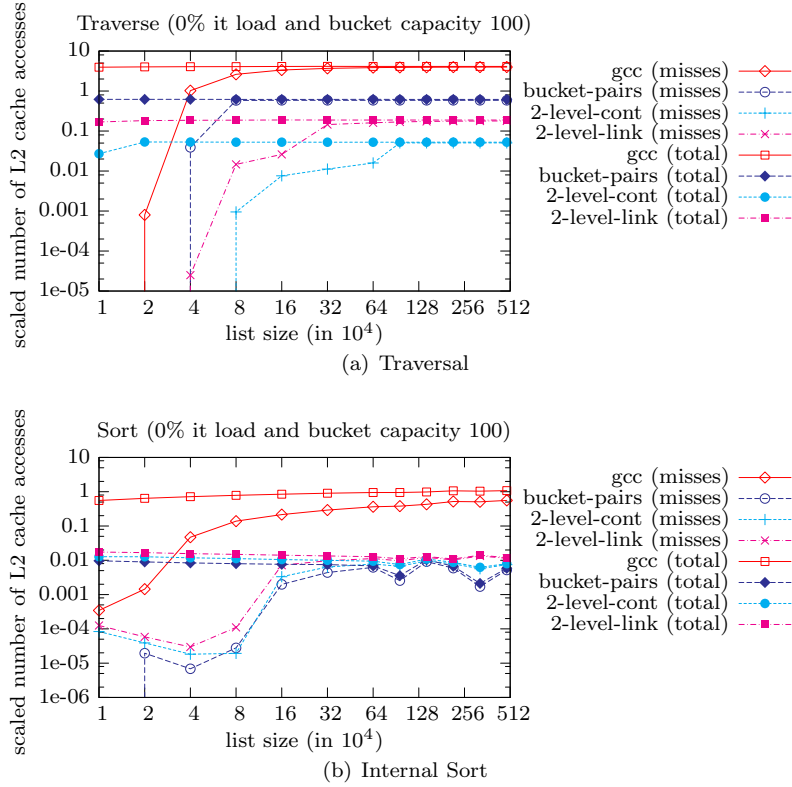 Traverse (0% it load and bucket capacity 100)
scaled number of L2 cache accesses
10
1
0.1
0.01
0.001
1e-04
1e-05
1 2 4 8 16 32 64 128 256 512
list size (in 10⁴)
gcc (misses)
bucket-pairs (misses)
2-level-cont (misses)
2-level-link (misses)
gcc (total)
bucket-pairs (total)
2-level-cont (total)
2-level-link (total)
(a) Traversal
Sort (0% it load and bucket capacity 100)
scaled number of L2 cache accesses
10
1
0.1
0.01
0.001
1e-04
1e-05
1e-06
1 2 4 8 16 32 64 128 256 512
list size (in 10⁴)
gcc (misses)
bucket-pairs (misses)
2-level-cont (misses)
2-level-link (misses)
gcc (total)
bucket-pairs (total)
2-level-cont (total)
2-level-link (total)
(b) Internal Sort